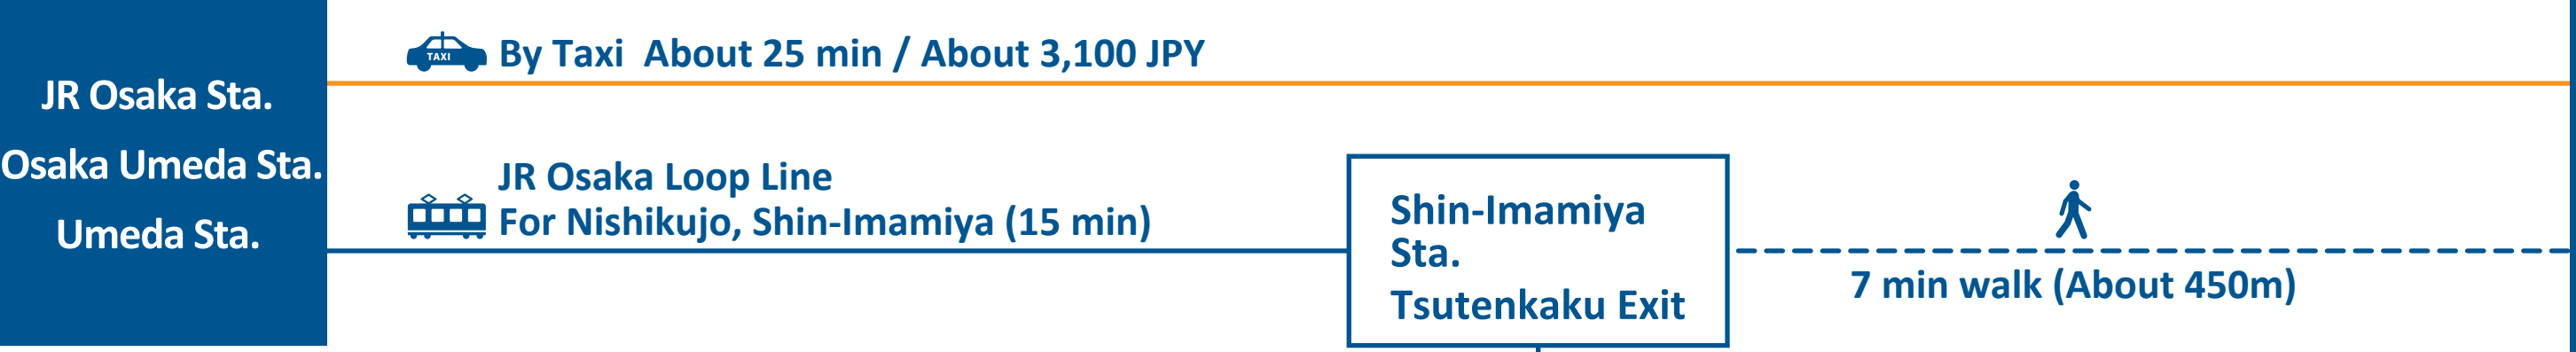 JR Osaka Sta.
Osaka Umeda Sta.
Umeda Sta.
TAXI
By Taxi  About 25 min / About 3,100 JPY
JR Osaka Loop Line
For Nishikujo, Shin-Imamiya (15 min)
Shin-Imamiya
Sta.
Tsutenkaku Exit
7 min walk (About 450m)